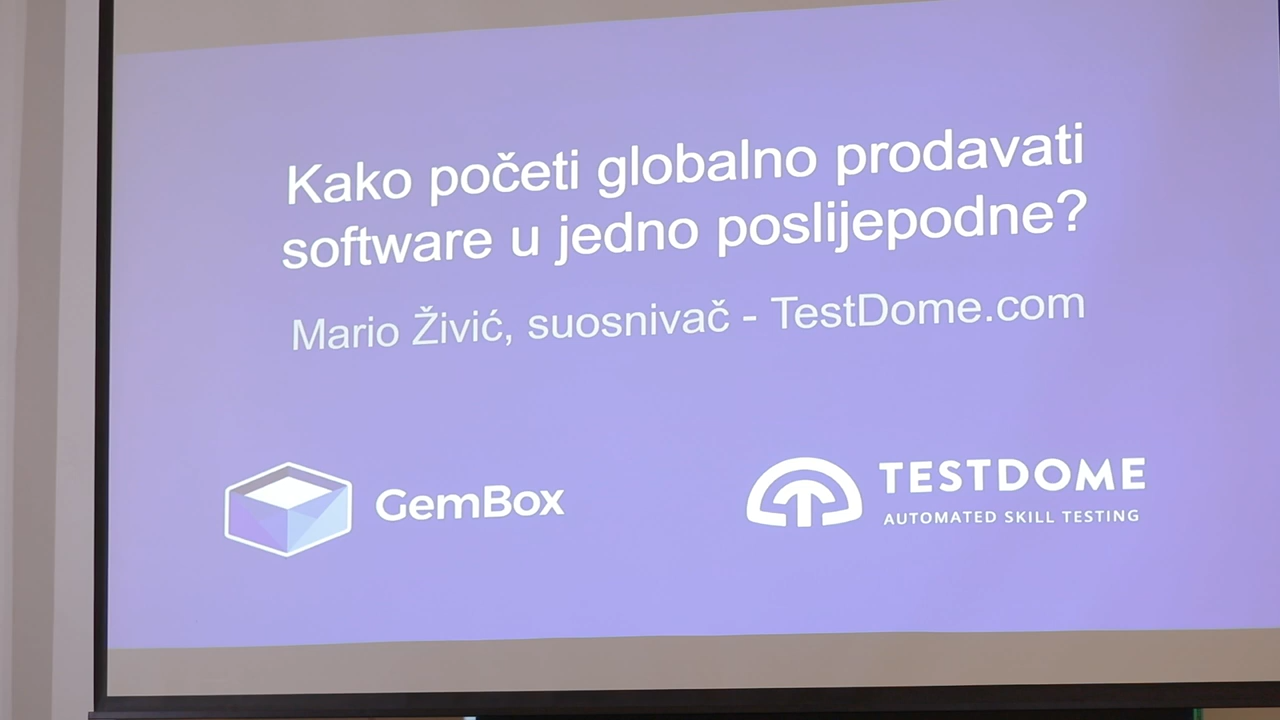 Kako početi globalno prodavati
software u jedno poslijepodne?
Mario Živić, suosnivač - TestDome.com
GemBox
TESTDOME
AUTOMATED SKILL TESTING